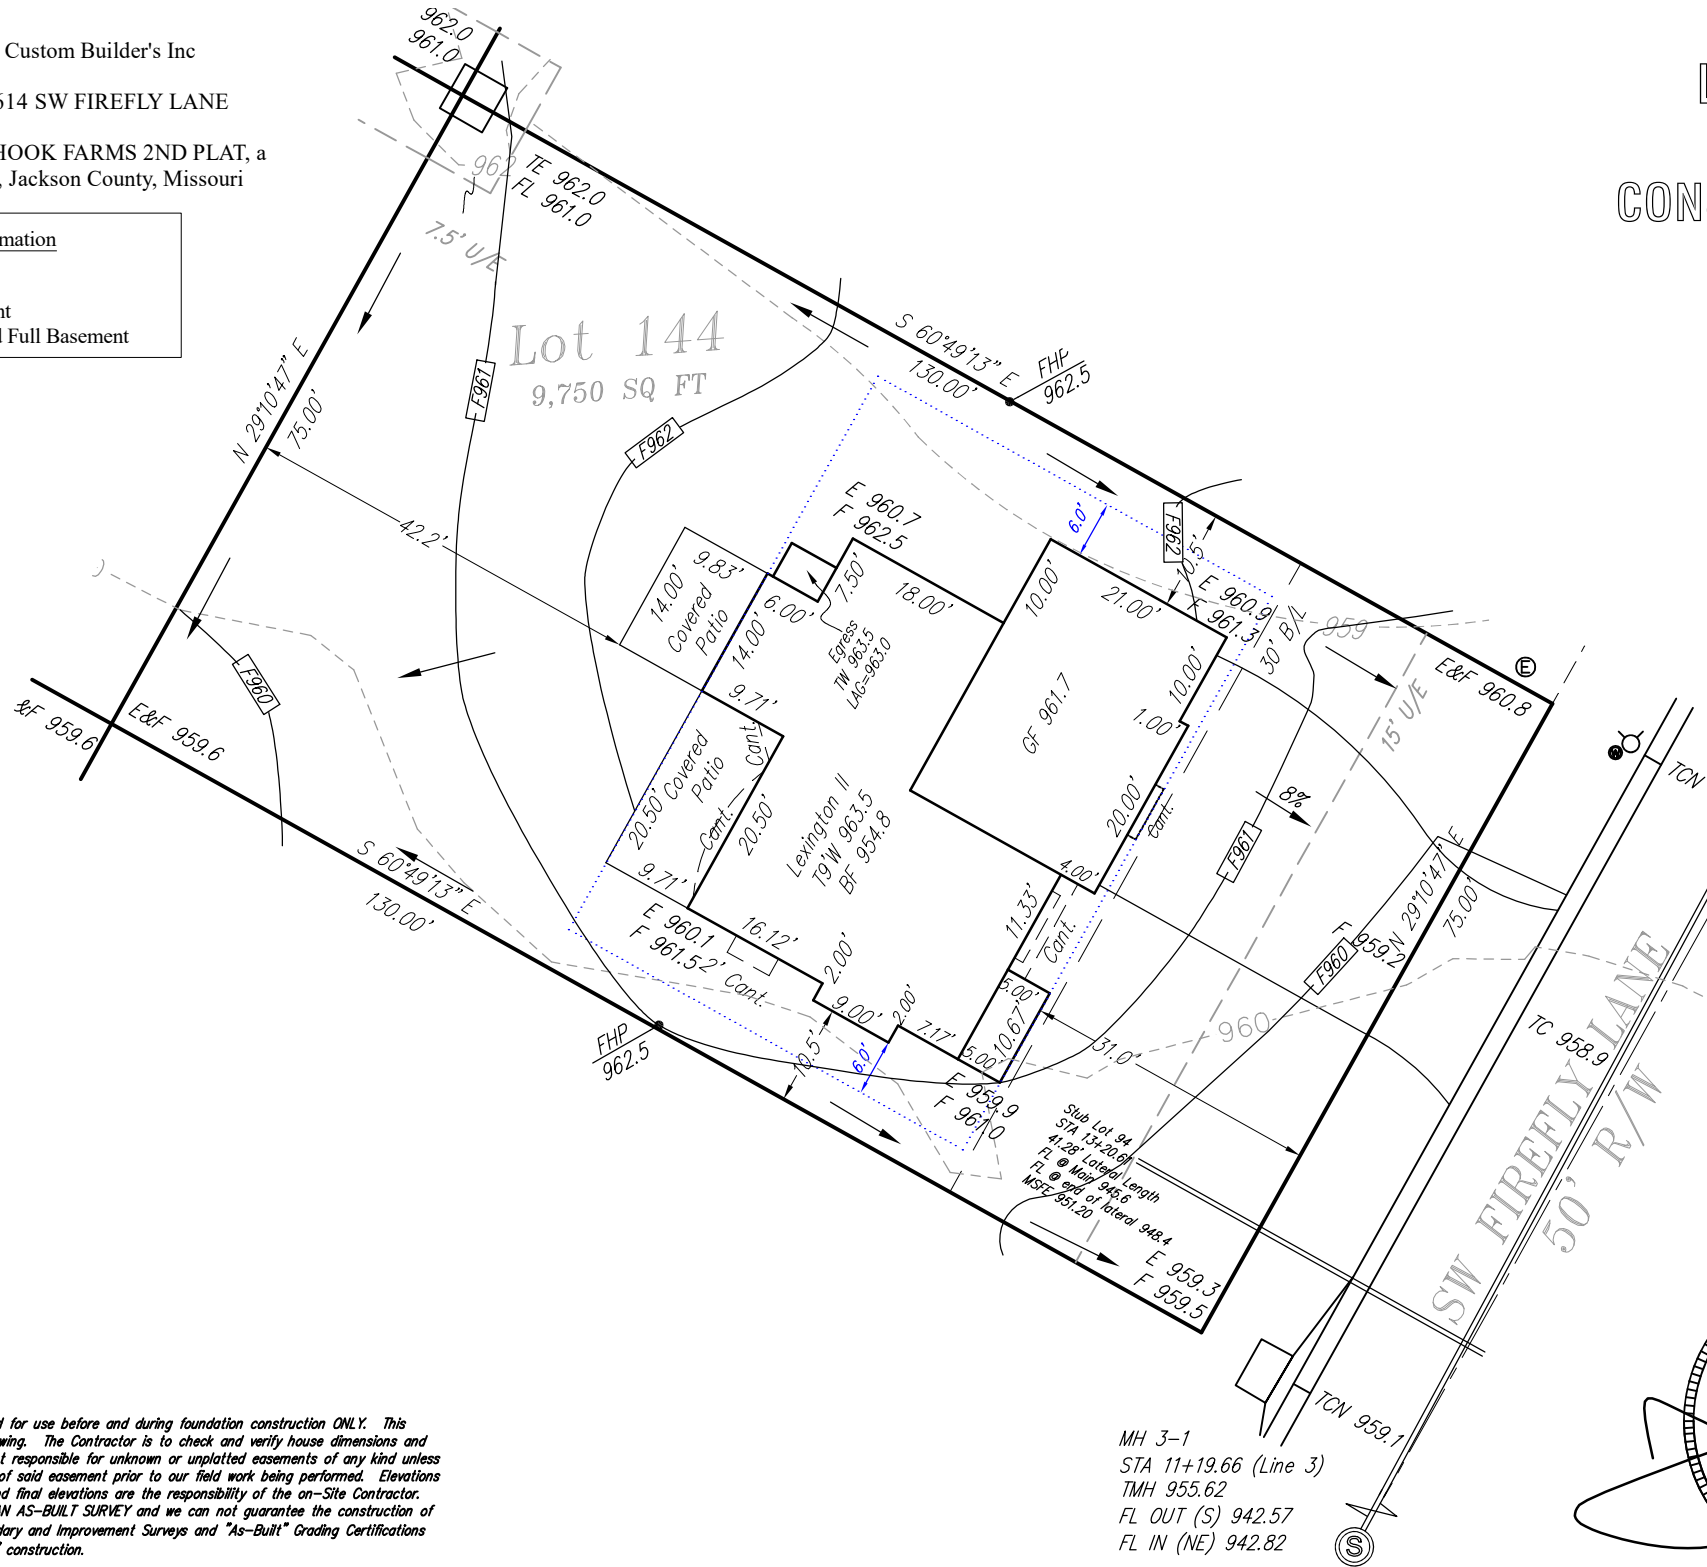 Custom Builder's Inc
614 SW FIREFLY LANE
HOOK FARMS 2ND PLAT, a
, Jackson County, Missouri
mation
nt
Full Basement
CON
962.0
961.0
962
TE 962.0
FL 961.0
7.5' U/E
Lot 144
9,750 SQ FT
S 60°49'13" E
130.00'
FHP
962.5
N 29°10'47" E
75.00'
F961
F962
42.2'
E 960.7
F 962.5
6.0'
F962
10.5'
9.83'
14.00'
Covered
Patio
6.00'
7.50'
18.00'
14.00'
10.00'
21.00'
E 960.9
F 961.3
30' B/L
959
Egress
TW 963.5
LAG=963.0
GF 961.7
10.00'
1.00'
E&F 960.8
E
15' U/E
F960
&F 959.6
E&F 959.6
9.71'
Cant.
20.50'
Covered
Patio
Cant.
20.50'
Lexington II
T9'W 963.5
BF 954.8
20.00'
Cant.
8%
F961
W
TCN
4.00'
9.71'
S 60°49'13" E
130.00'
E 960.1
F 961.5
16.12'
2' Cant.
2.00'
11.33'
Cant.
N 29°10'47" E
75.00'
F 959.2
F960
9.00'
2.00'
7.17'
5.00'
10.67'
5.00'
FHP
962.5
10.5'
6.0'
31.0'
960
E 959.9
F 961.0
TC 958.9
SW FIREFLY LANE
50' R/W
Stub Lot 94
STA 13+20.61
41.28' Lateral Length
FL @ Main 945.6
FL @ end of lateral 948.4
MSFE 951.20
E 959.3
F 959.5
TCN 959.1
MH 3-1
STA 11+19.66 (Line 3)
TMH 955.62
FL OUT (S) 942.57
FL IN (NE) 942.82
S
for use before and during foundation construction ONLY. This
wing. The Contractor is to check and verify house dimensions and
t responsible for unknown or unplatted easements of any kind unless
of said easement prior to our field work being performed. Elevations
nd final elevations are the responsibility of the on-Site Contractor.
AN AS-BUILT SURVEY and we can not guarantee the construction of
dary and Improvement Surveys and "As-Built" Grading Certifications
construction.